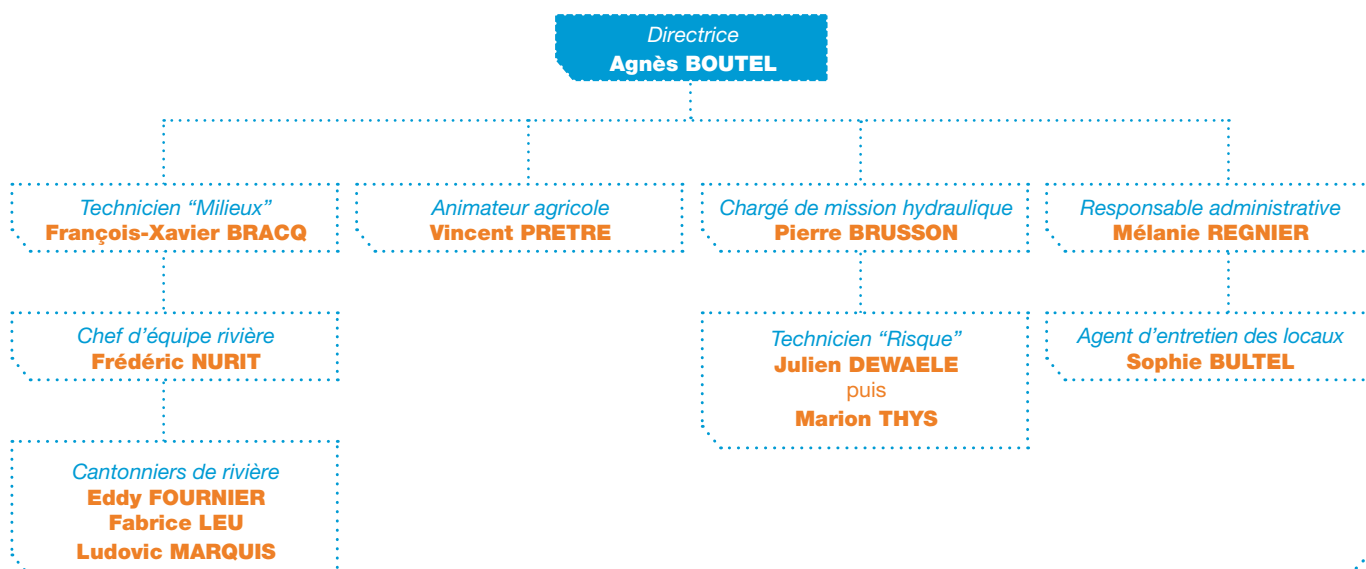 Directrice
Agnès BOUTEL
Technicien “Milieux”
François-Xavier BRACQ
Animateur agricole
Vincent PRETRE
Chargé de mission hydraulique
Pierre BRUSSON
Responsable administrative
Mélanie REGNIER
Chef d’équipe rivière
Frédéric NURIT
Technicien “Risque”
Julien DEWAELE
puis
Marion THYS
Agent d’entretien des locaux
Sophie BULTEL
Cantonniers de rivière
Eddy FOURNIER
Fabrice LEU
Ludovic MARQUIS